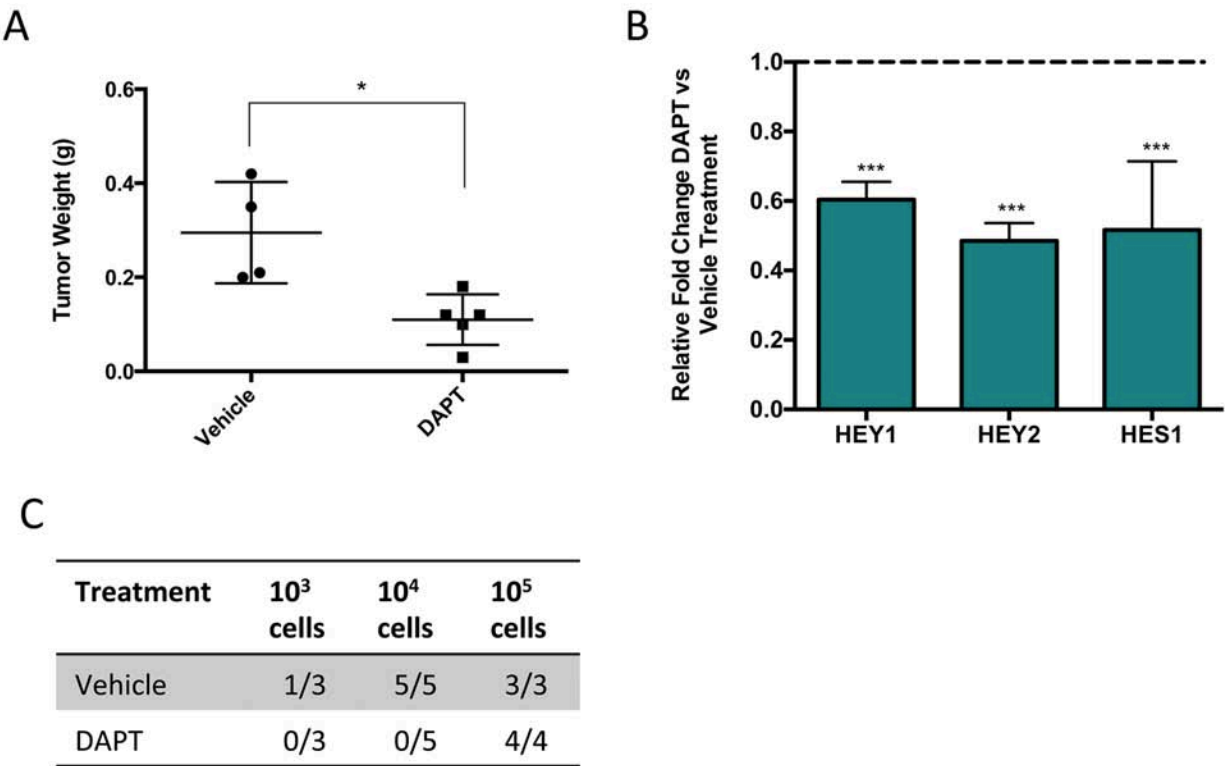 A
Tumor Weight (g)
0.6
0.4
0.2
0.0
*
Vehicle
DAPT
B
Relative Fold Change DAPT vs
Vehicle Treatment
1.0
0.8
0.6
0.4
0.2
0.0
***
***
***
HEY1 HEY2 HES1
C
Treatment 10³ 10⁴ 10⁵
cells cells cells
Vehicle 1/3 5/5 3/3
DAPT 0/3 0/5 4/4